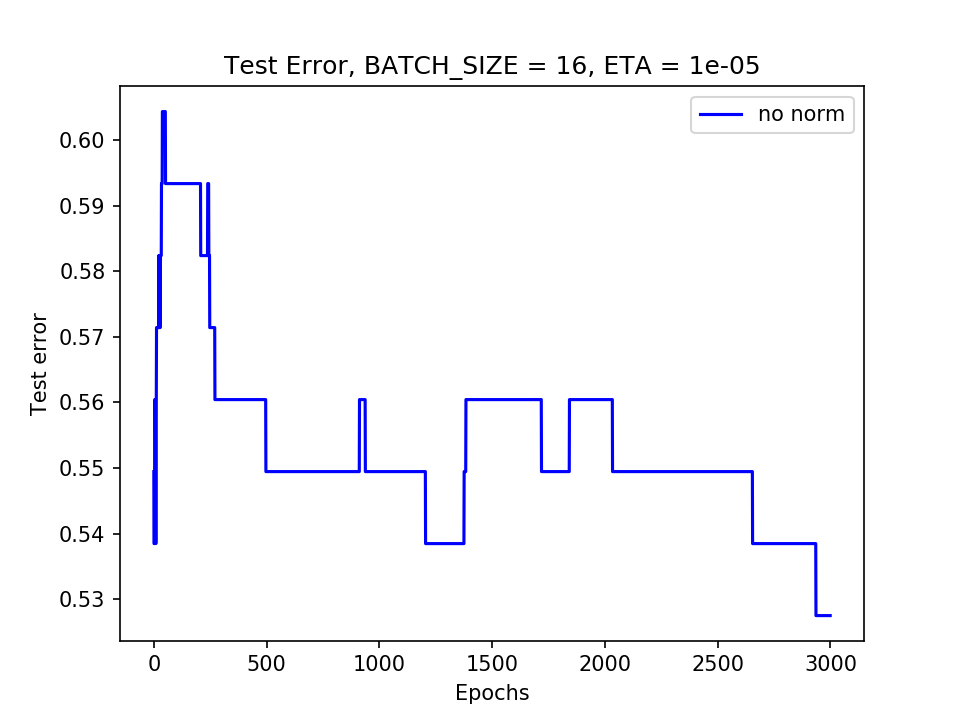 Test Error, BATCH_SIZE = 16, ETA = 1e-05
no norm
0.60
0.59
0.58
0.57
0.56
0.55
0.54
0.53
Test error
0 500 1000 1500 2000 2500 3000
Epochs